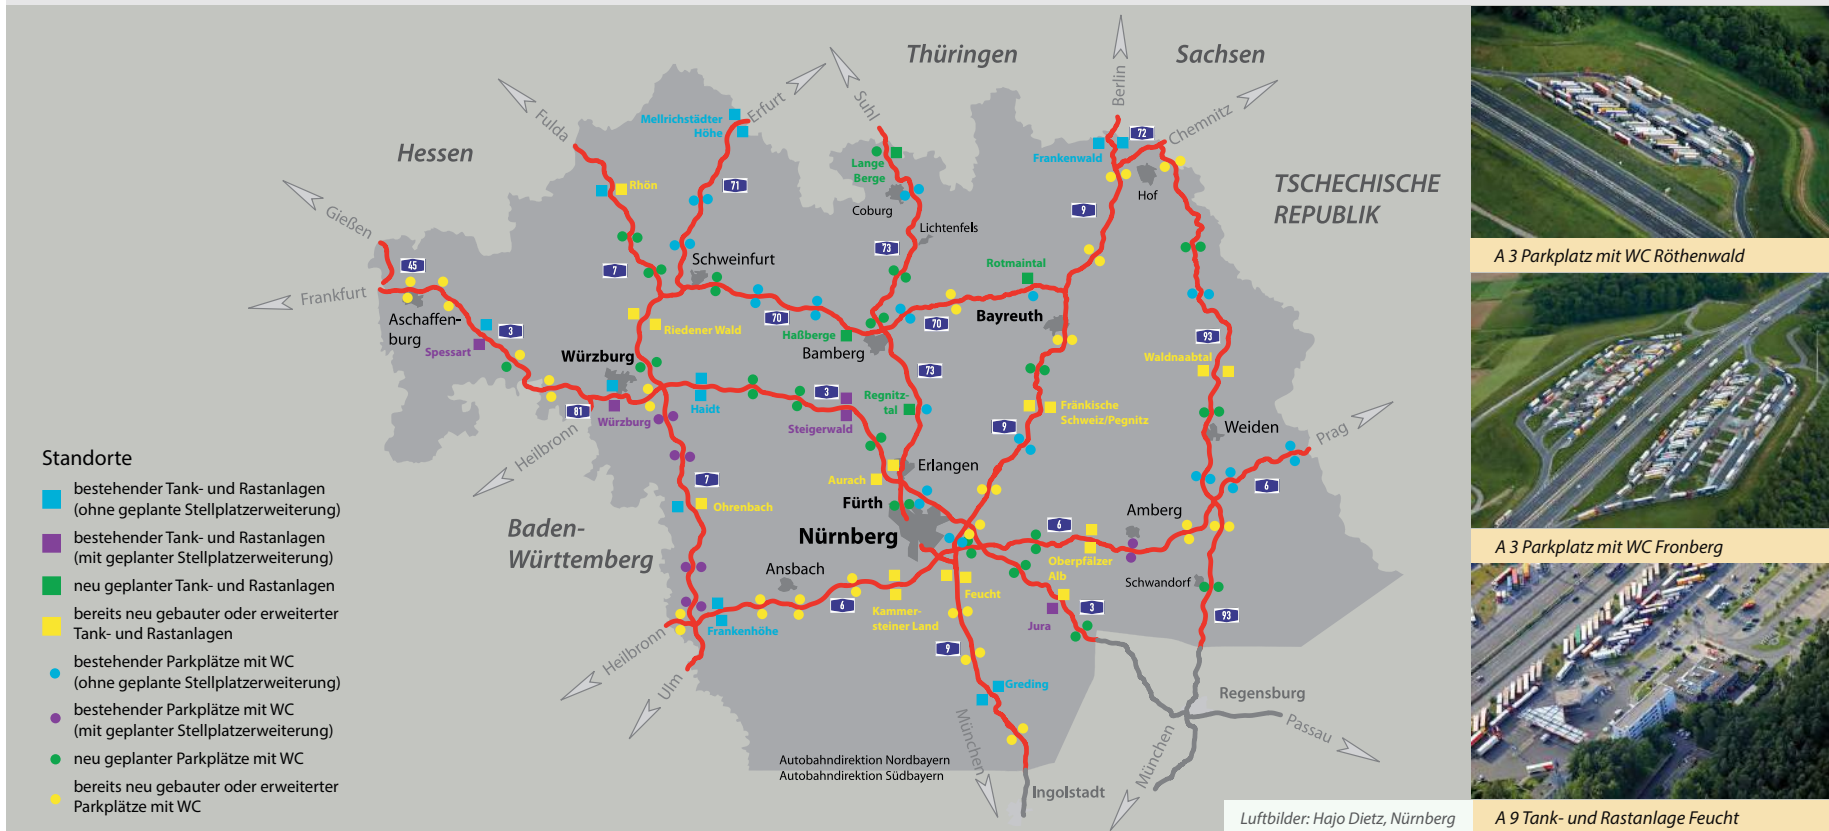 Thüringen
Sachsen
Hessen
TSCHECHISCHE
REPUBLIK
Baden-
Württemberg
Fulda
Erfurt
Suhl
Berlin
Chemnitz
Gießen
Frankfurt
Heilbronn
Heilbronn
Ulm
Prag
München
München
Passau
Regensburg
Ingolstadt
Mellrichstädter
Höhe
Lange
Berge
Frankenwald
Rhön
Coburg
Lichtenfels
Hof
Schweinfurt
Rotmaintal
Bayreuth
Aschaffen-
burg
Spessart
Riedener Wald
Haßberge
Bamberg
Würzburg
Würzburg
Haidt
Steigerwald
Regnitz-
tal
Waldnaabtal
Fränkische
Schweiz/Pegnitz
Weiden
Erlangen
Aurach
Fürth
Nürnberg
Ohrenbach
Amberg
Oberpfälzer
Alb
Schwandorf
Ansbach
Kammer-
steiner Land
Feucht
Jura
Frankenhöhe
Greding
45
3
7
71
73
9
72
70
70
73
93
81
3
9
7
6
6
6
3
93
9
Autobahndirektion Nordbayern
Autobahndirektion Südbayern
Standorte
bestehender Tank- und Rastanlagen
(ohne geplante Stellplatzerweiterung)
bestehender Tank- und Rastanlagen
(mit geplanter Stellplatzerweiterung)
neu geplanter Tank- und Rastanlagen
bereits neu gebauter oder erweiterter
Tank- und Rastanlagen
bestehender Parkplätze mit WC
(ohne geplante Stellplatzerweiterung)
bestehender Parkplätze mit WC
(mit geplanter Stellplatzerweiterung)
neu geplanter Parkplätze mit WC
bereits neu gebauter oder erweiterter
Parkplätze mit WC
A 3 Parkplatz mit WC Röthenwald
A 3 Parkplatz mit WC Fronberg
Luftbilder: Hajo Dietz, Nürnberg
A 9 Tank- und Rastanlage Feucht